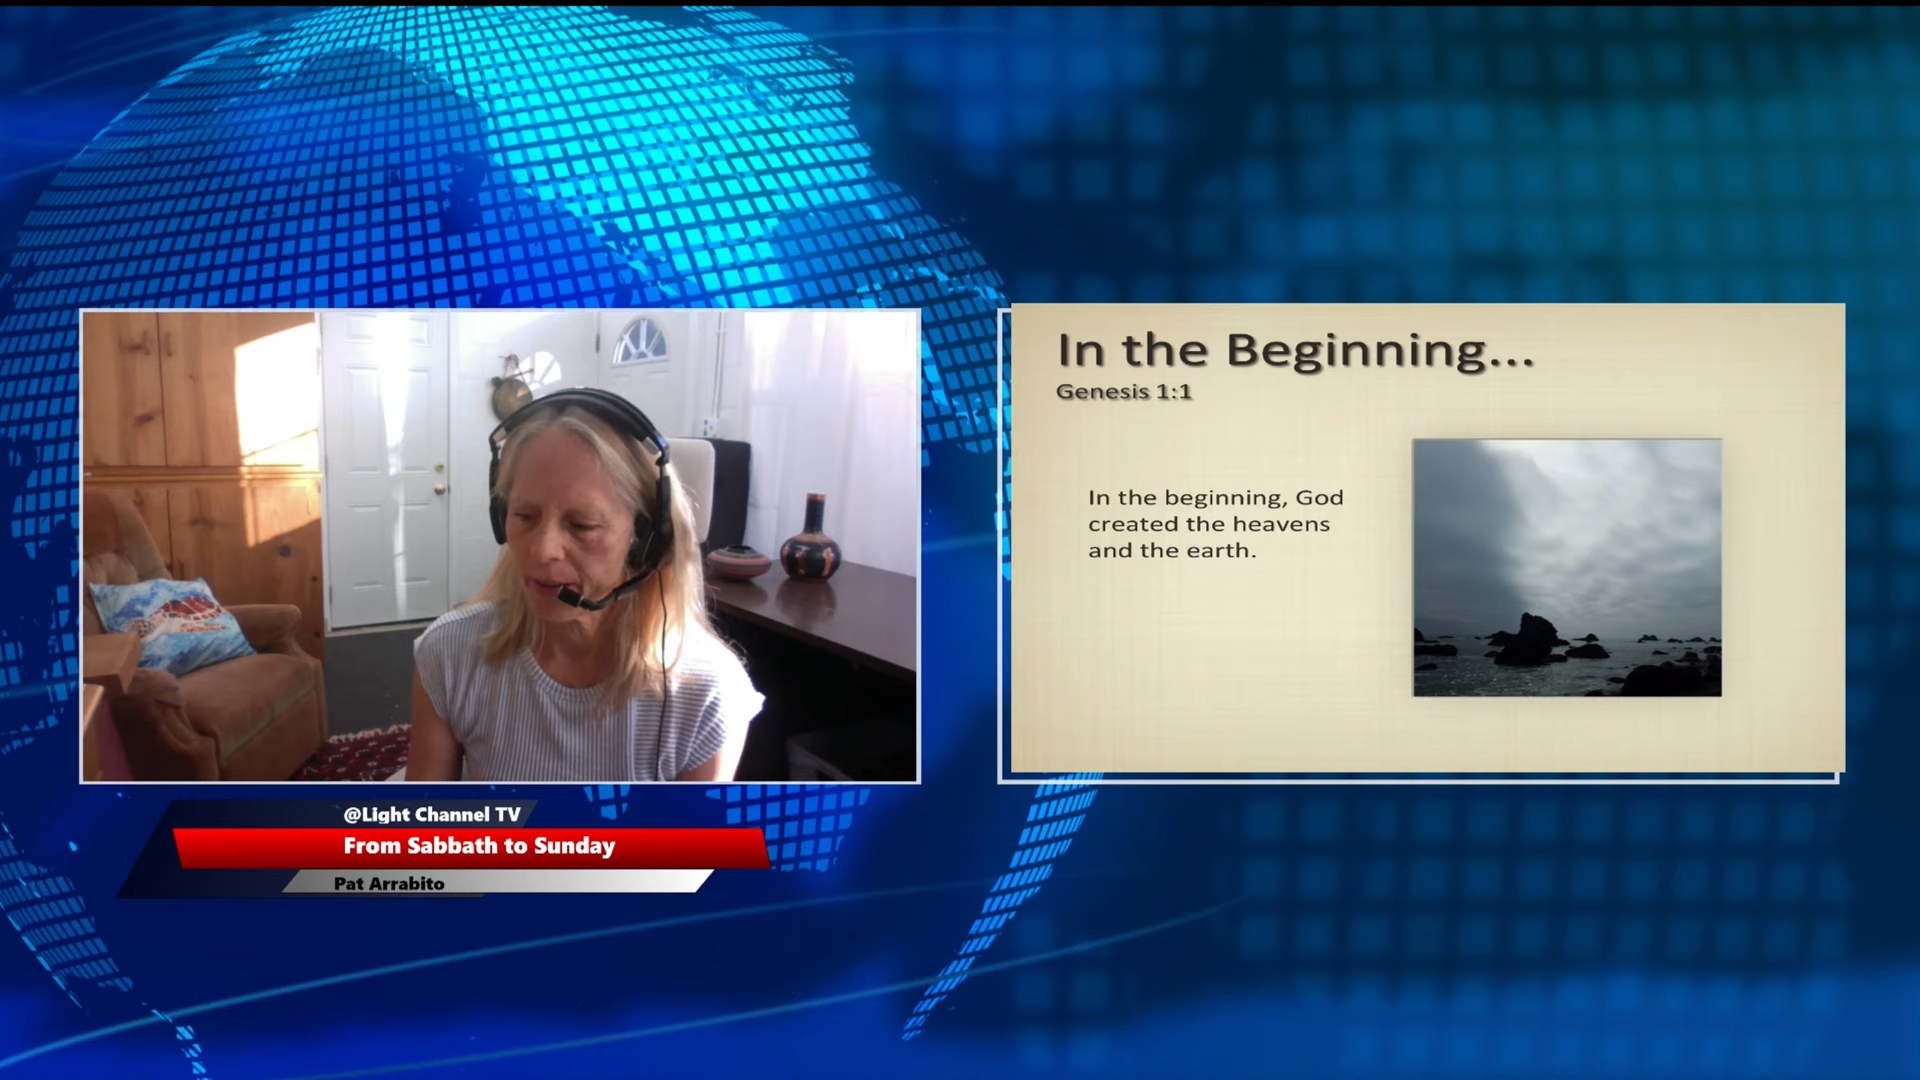 In the Beginning...
Genesis 1:1
In the beginning, God
created the heavens
and the earth.
@Light Channel TV
From Sabbath to Sunday
Pat Arrabito